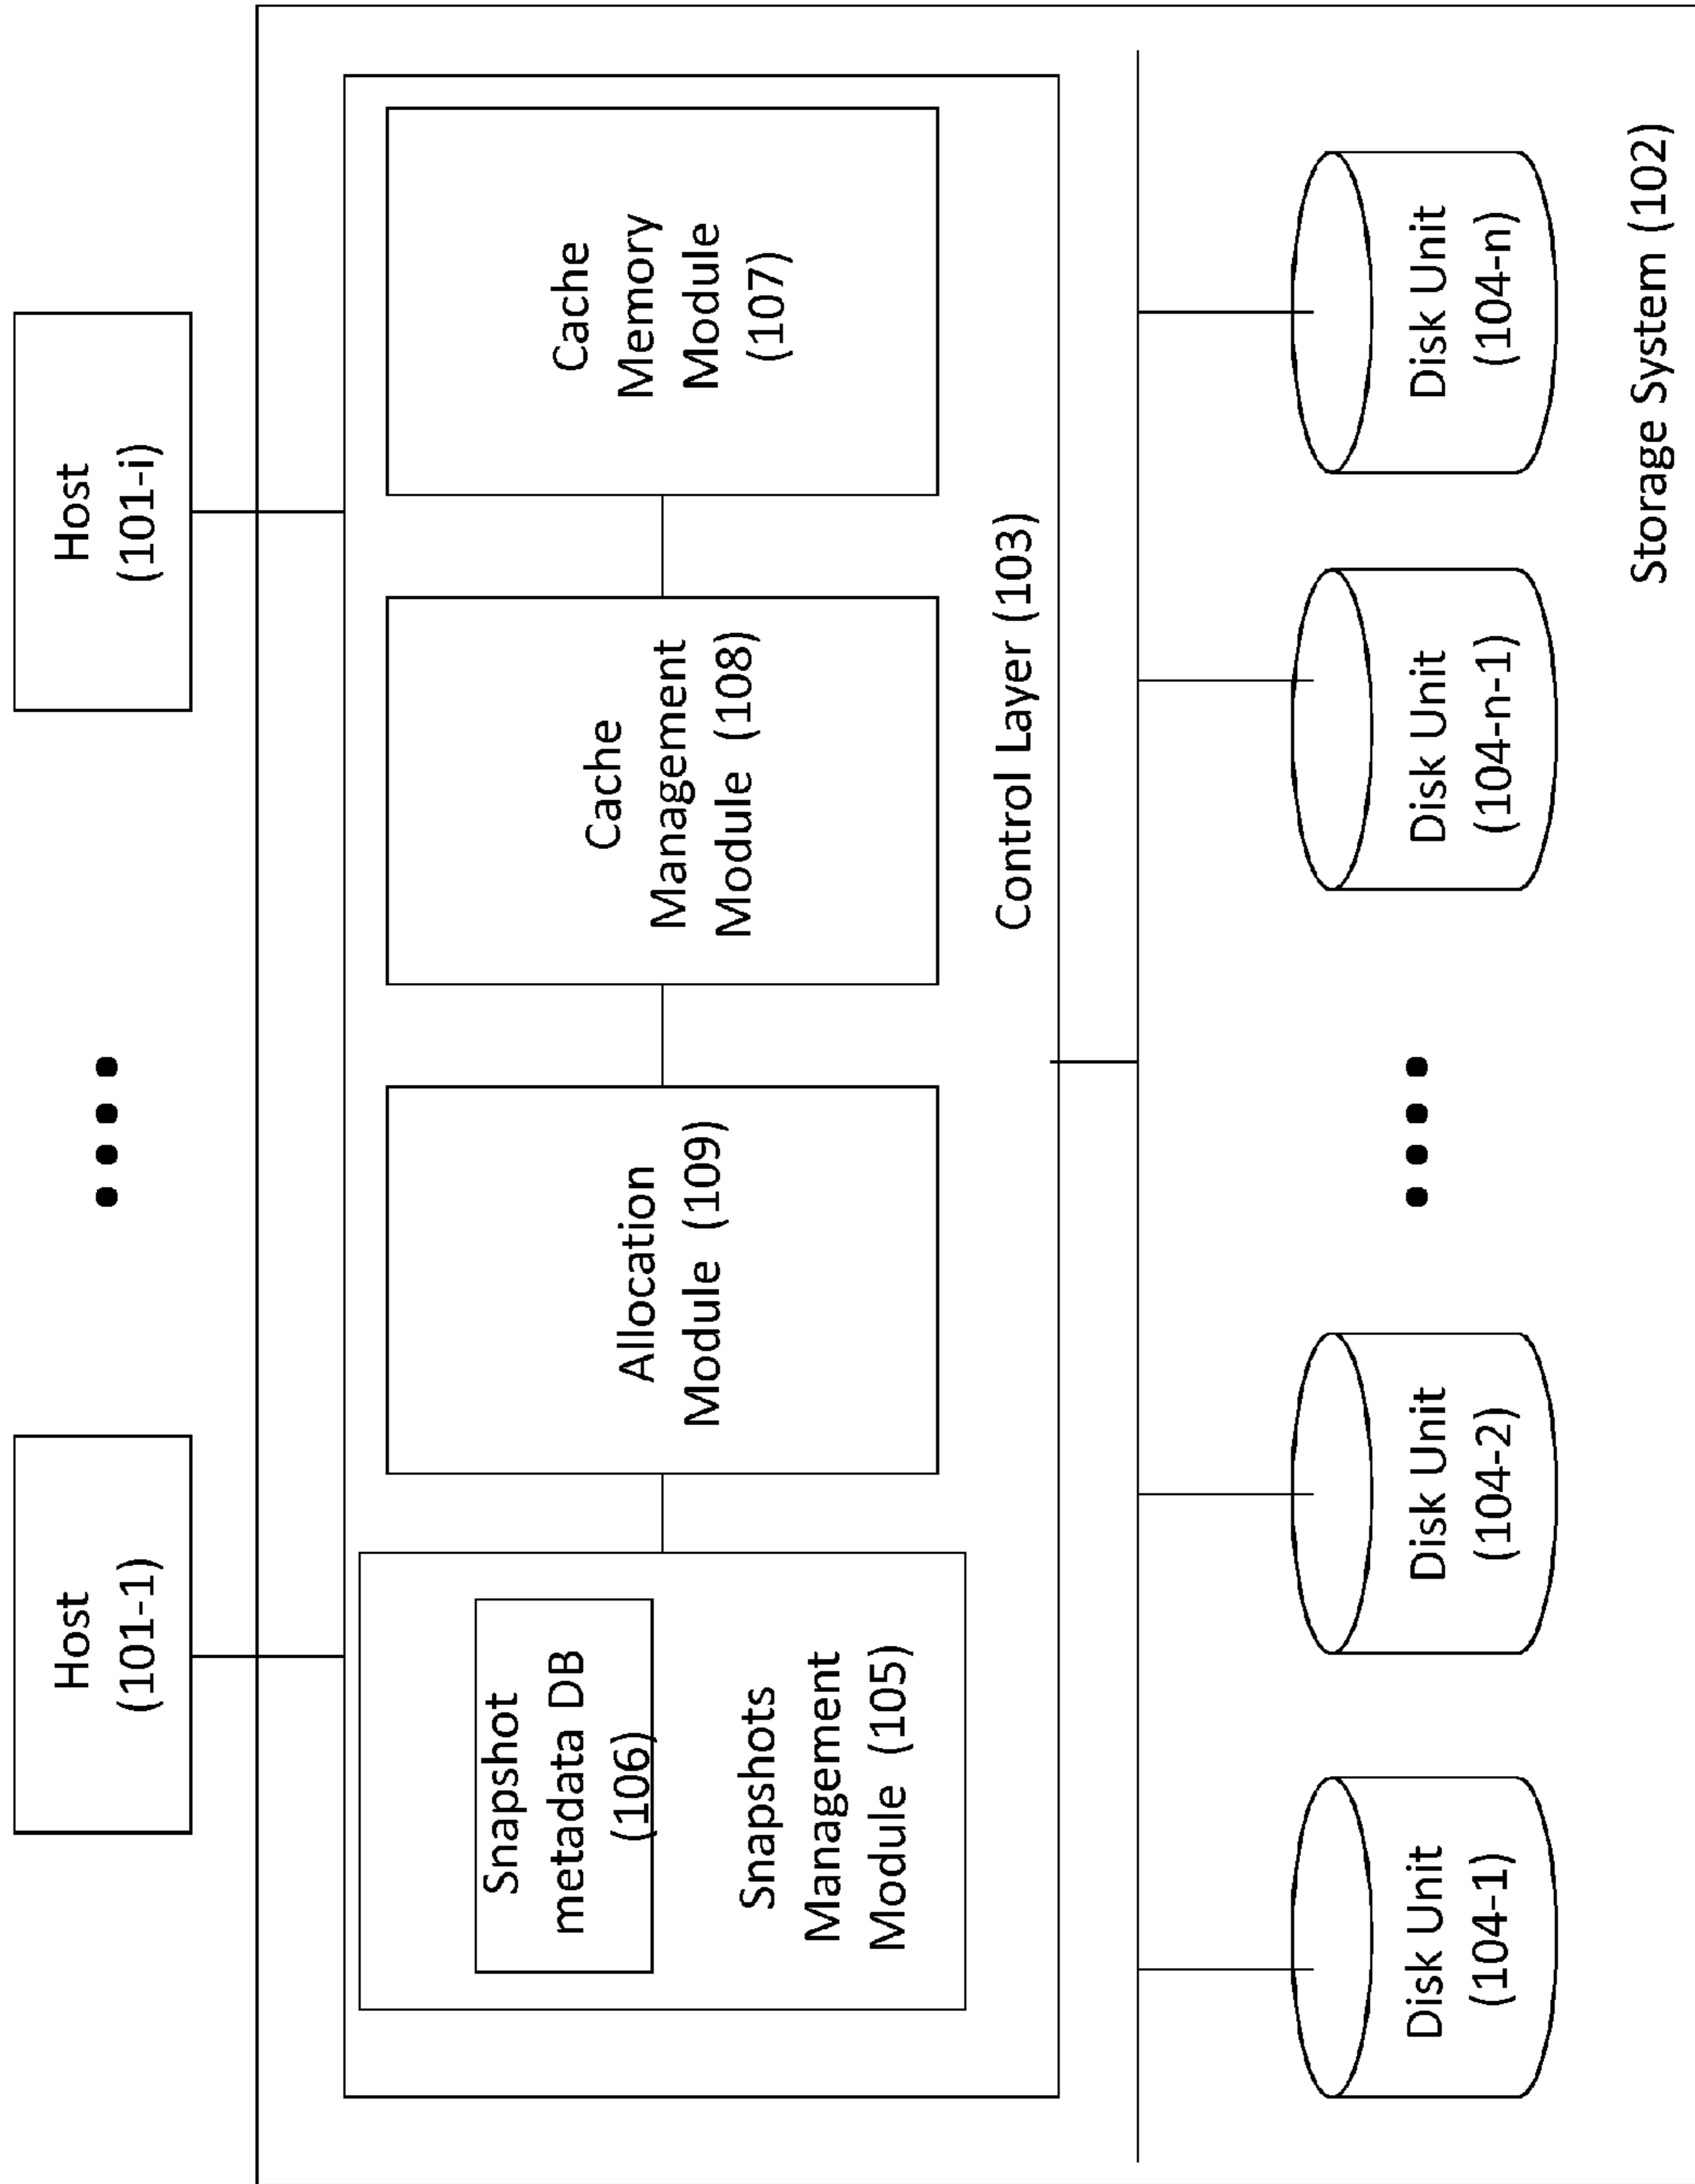 Host
(101-1)
Host
(101-i)
Snapshot
metadata DB
(106)
Snapshots
Management
Module (105)
Allocation
Module (109)
Cache
Management
Module (108)
Cache
Memory
Module
(107)
Control Layer (103)
Disk Unit
(104-1)
Disk Unit
(104-2)
Disk Unit
(104-n-1)
Disk Unit
(104-n)
Storage System (102)